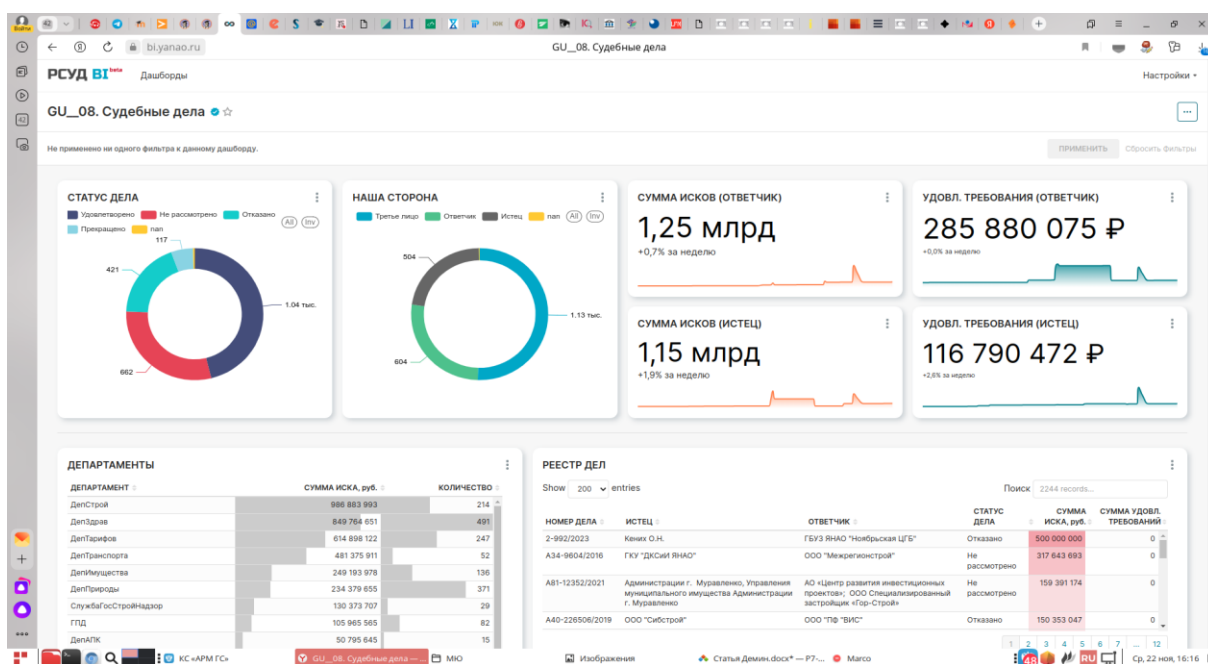 Войти
42
bi.yanao.ru
GU__08. Судебные дела
РСУД BI beta
Дашборды
Настройки
GU__08. Судебные дела
Не применено ни одного фильтра к данному дашборду.
ПРИМЕНИТЬ
Сбросить фильтры
СТАТУС ДЕЛА
Удовлетворено Не рассмотрено Отказано
Прекращено nan
All Inv
117
421
1.04 тыс.
662
НАША СТОРОНА
Третье лицо Ответчик Истец nan All Inv
504
1.13 тыс.
604
СУММА ИСКОВ (ОТВЕТЧИК)
1,25 млрд
+0,7% за неделю
УДОВЛ. ТРЕБОВАНИЯ (ОТВЕТЧИК)
285 880 075 ₽
+0,0% за неделю
СУММА ИСКОВ (ИСТЕЦ)
1,15 млрд
+1,9% за неделю
УДОВЛ. ТРЕБОВАНИЯ (ИСТЕЦ)
116 790 472 ₽
+2,6% за неделю
ДЕПАРТАМЕНТЫ
ДЕПАРТАМЕНТ СУММА ИСКА, руб. КОЛИЧЕСТВО
ДепСтрой 986 883 993 214
ДепЗдрав 849 764 651 491
ДепТарифов 614 898 122 247
ДепТранспорта 481 375 911 52
ДепИмущества 249 193 978 136
ДепПрироды 234 379 655 371
СлужбаГосСтройНадзор 130 373 707 29
ГПД 105 965 565 82
ДепАПК 50 795 645 15
РЕЕСТР ДЕЛ
Show 200 entries
Поиск 2244 records...
НОМЕР ДЕЛА ИСТЕЦ ОТВЕТЧИК СТАТУС ДЕЛА СУММА ИСКА, руб. СУММА УДОВЛ. ТРЕБОВАНИЙ
2-992/2023 Кених О.Н. ГБУЗ ЯНАО "Ноябрьская ЦГБ" Отказано 500 000 000 0
А34-9604/2016 ГКУ "ДКСиИ ЯНАО" ООО "Межрегионстрой" Не рассмотрено 317 643 693 0
А81-12352/2021 Администрации г. Муравленко, Управления АО «Центр развития инвестиционных Не 159 391 174 0
муниципального имущества Администрации проектов»; ООО Специализированный рассмотрено
г. Муравленко застройщик «Гор-Строй»
А40-226506/2019 ООО "Сибстрой" ООО "ПФ "ВИС" Отказано 150 353 047 0
1 2 3 4 5 6 7 ... 12
КС «АРМ ГС»
GU__08. Судебные дела — ...
МЮ
Изображения
Статья Демин.docx* — Р7-...
Marco
48
RU
Ср, 22 ноя, 16:16